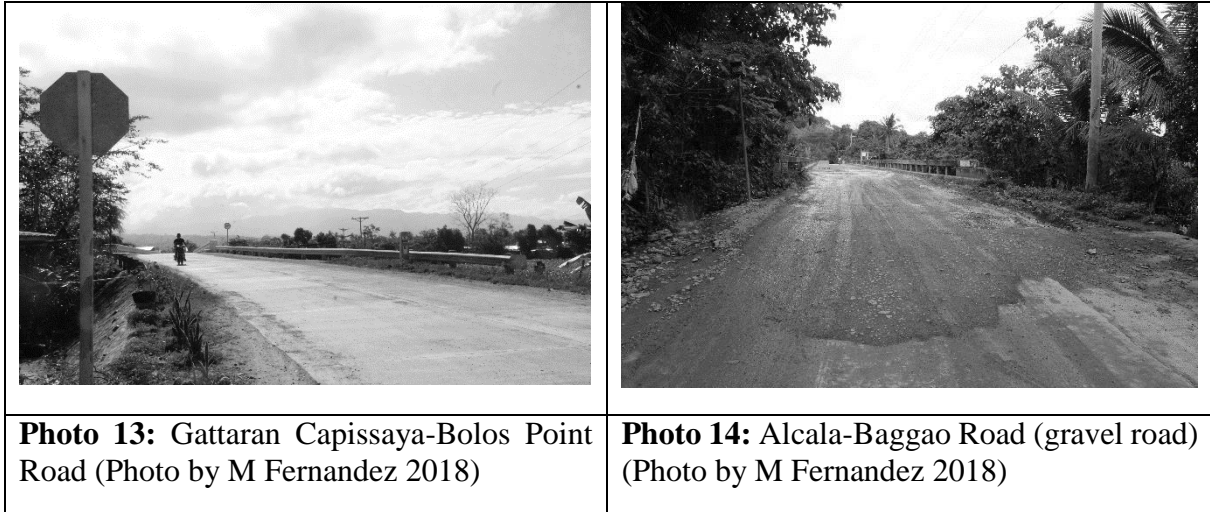 Photo 13: Gattaran Capissaya-Bolos Point
Road (Photo by M Fernandez 2018)
Photo 14: Alcala-Baggao Road (gravel road)
(Photo by M Fernandez 2018)